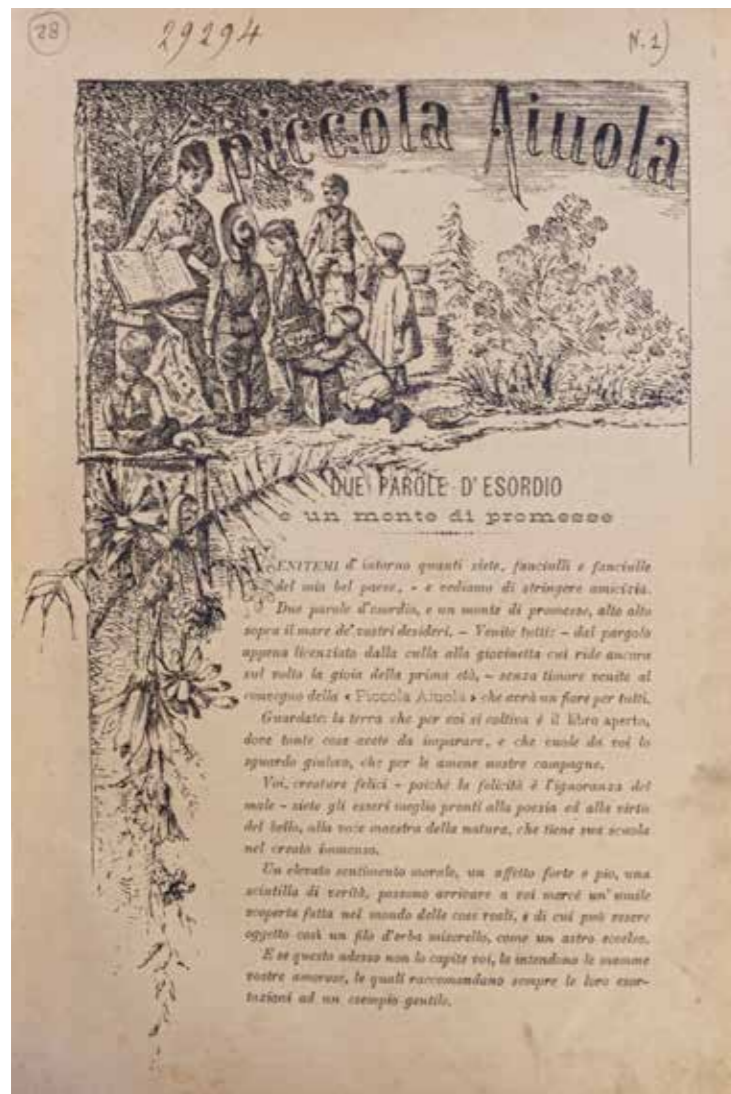 28
29294
N. 1)
Piccola Aiuola
DUE PAROLE D'ESORDIO
e un monte di promesse
VENITEMI d'intorno quanti siete, fanciulli e fanciulle
del mio bel paese, - e vediamo di stringere amicizia.
Due parole d'esordio, e un monte di promesse, alto alto
sopra il mare de' vostri desideri. - Venite tutti: - dal pargolo
appena licenziato dalla culla alla giovinetta cui ride ancora
sul volto la gioia della prima età, - senza timore venite al
convegno della « Piccola Aiuola » che avrà un fiore per tutti.
Guardate: la terra che per voi si coltiva è il libro aperto,
dove tante cose avete da imparare, e che vuole da voi lo
sguardo giulivo, che per le amene nostre campagne.
Voi, creature felici - poichè la felicità è l'ignoranza del
male - siete gli esseri meglio pronti alla poesia ed alla virtù
del bello, alla voce maestra della natura, che tiene sua scuola
nel creato immenso.
Un elevato sentimento morale, un affetto forte e pio, una
scintilla di verità, possono arrivare a voi mercé un' umile
scoperta fatta nel mondo delle cose reali, e di cui può essere
oggetto così un filo d'erba miserello, come un astro eccelso.
E se questo adesso non lo capite voi, lo intendono le mamme
vostre amorose, le quali raccomandano sempre le loro esor-
tazioni ad un esempio gentile.